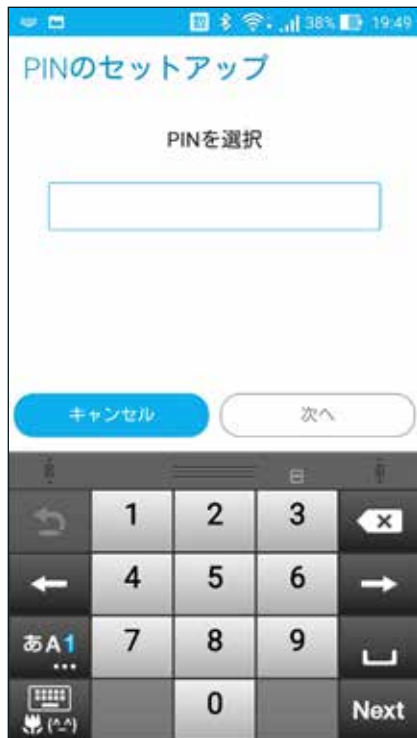 38% 19:49
PINのセットアップ
PINを選択
キャンセル
次へ
1 2 3
4 5 6
あA1 7 8 9
(^_^) 0 Next